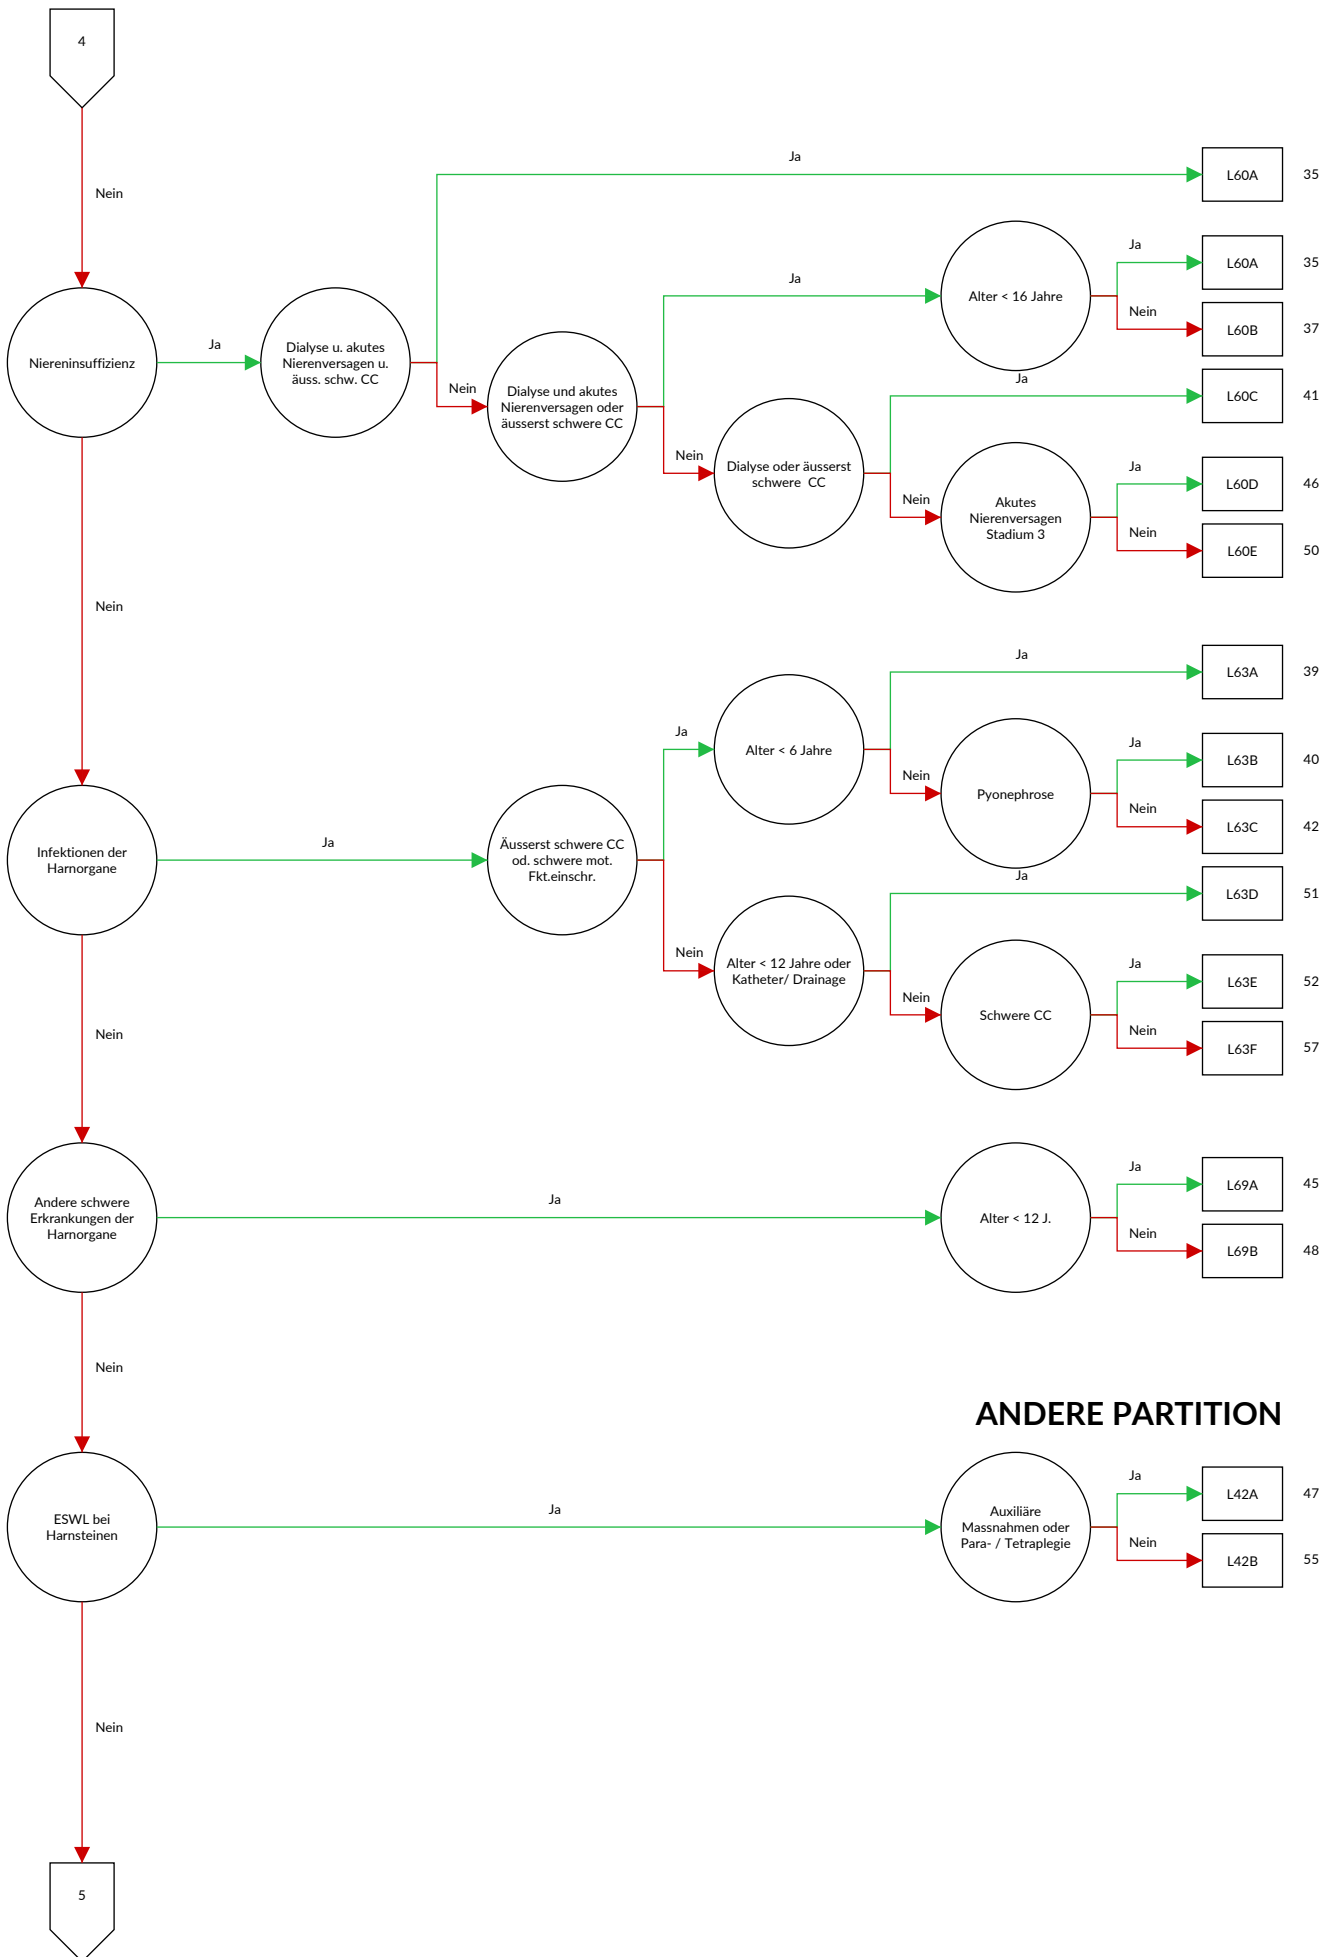 4
Nein
Ja
L60A
35
Niereninsuffizienz
Ja
Dialyse u. akutes
Nierenversagen u.
äuss. schw. CC
Nein
Dialyse und akutes
Nierenversagen oder
äusserst schwere CC
Ja
Alter < 16 Jahre
Ja
L60A
35
Nein
L60B
37
Nein
Dialyse oder äusserst
schwere CC
Ja
L60C
41
Nein
Akutes
Nierenversagen
Stadium 3
Ja
L60D
46
Nein
L60E
50
Nein
Infektionen der
Harnorgane
Ja
Äusserst schwere CC
od. schwere mot.
Fkt.einschr.
Ja
Alter < 6 Jahre
Ja
L63A
39
Nein
Pyonephrose
Ja
L63B
40
Nein
L63C
42
Nein
Alter < 12 Jahre oder
Katheter/ Drainage
Ja
L63D
51
Nein
Schwere CC
Ja
L63E
52
Nein
L63F
57
Nein
Andere schwere
Erkrankungen der
Harnorgane
Ja
Alter < 12 J.
Ja
L69A
45
Nein
L69B
48
Nein
ANDERE PARTITION
ESWL bei
Harnsteinen
Ja
Auxiliäre
Massnahmen oder
Para- / Tetraplegie
Ja
L42A
47
Nein
L42B
55
Nein
5